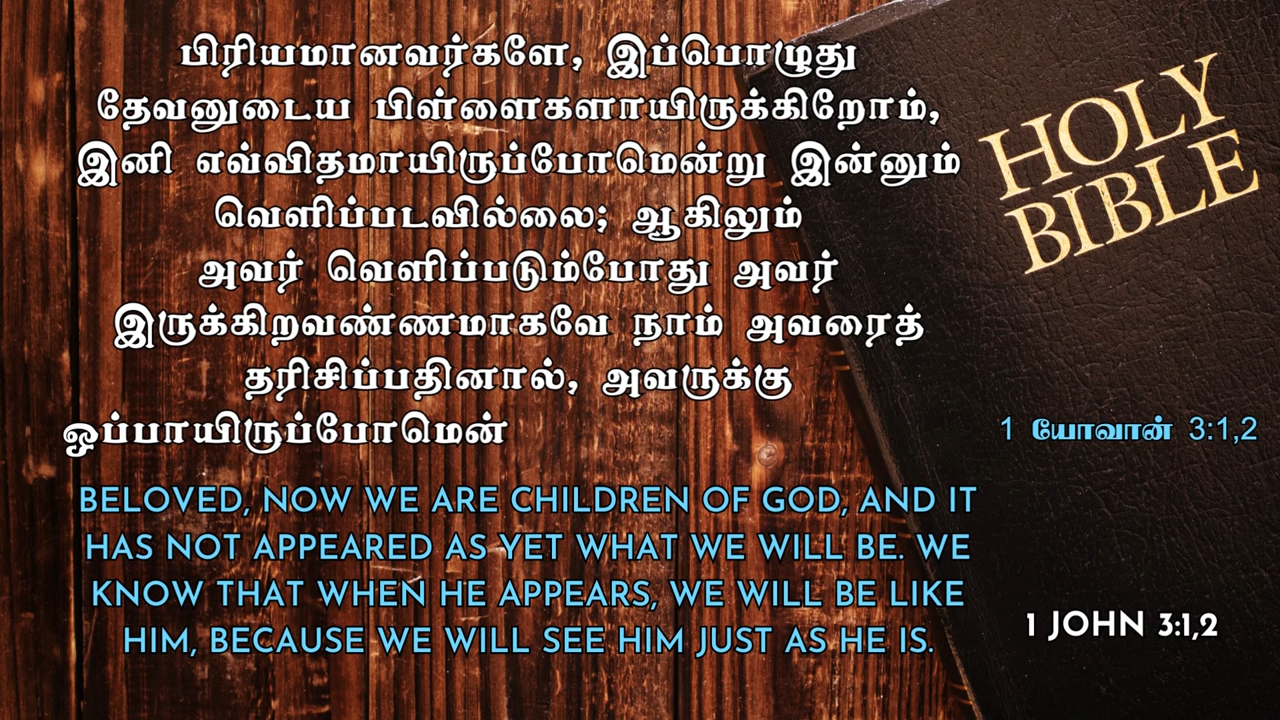 பிரியமானவர்களே, இப்பொழுது
தேவனுடைய பிள்ளைகளாயிருக்கிறோம்,
இனி எவ்விதமாயிருப்போமென்று இன்னும்
வெளிப்படவில்லை; ஆகிலும்
அவர் வெளிப்படும்போது அவர்
இருக்கிறவண்ணமாகவே நாம் அவரைத்
தரிசிப்பதினால், அவருக்கு
ஒப்பாயிருப்போமென்
BELOVED, NOW WE ARE CHILDREN OF GOD, AND IT
HAS NOT APPEARED AS YET WHAT WE WILL BE. WE
KNOW THAT WHEN HE APPEARS, WE WILL BE LIKE
HIM, BECAUSE WE WILL SEE HIM JUST AS HE IS.
HOLY
BIBLE
1 யோவான் 3:1,2
1 JOHN 3:1,2